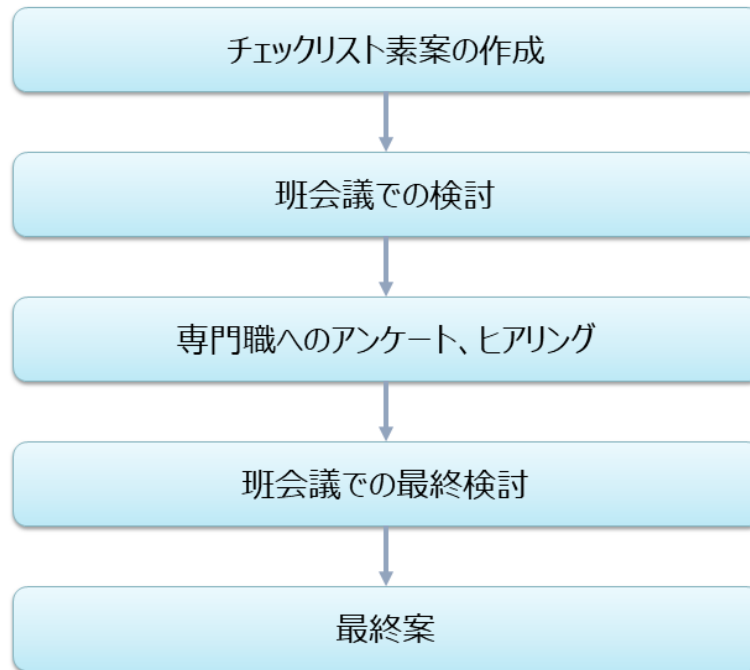 チェックリスト素案の作成
班会議での検討
専門職へのアンケート、ヒアリング
班会議での最終検討
最終案